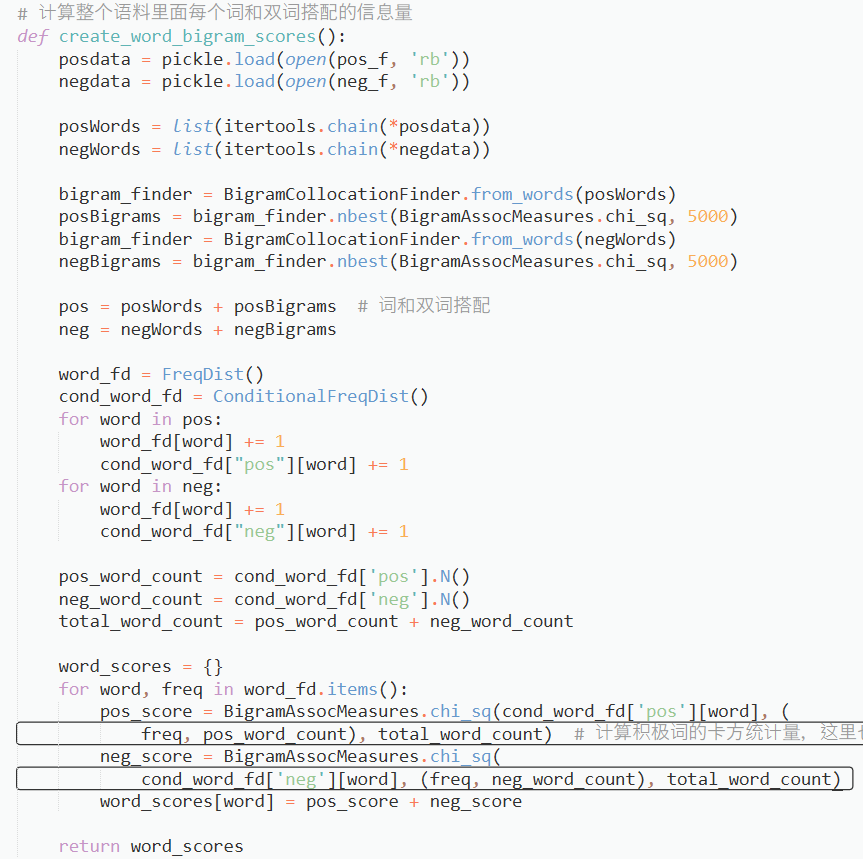 # 计算整个语料里面每个词和双词搭配的信息量
def create_word_bigram_scores():
    posdata = pickle.load(open(pos_f, 'rb'))
    negdata = pickle.load(open(neg_f, 'rb'))

    posWords = list(itertools.chain(*posdata))
    negWords = list(itertools.chain(*negdata))

    bigram_finder = BigramCollocationFinder.from_words(posWords)
    posBigrams = bigram_finder.nbest(BigramAssocMeasures.chi_sq, 5000)
    bigram_finder = BigramCollocationFinder.from_words(negWords)
    negBigrams = bigram_finder.nbest(BigramAssocMeasures.chi_sq, 5000)

    pos = posWords + posBigrams  # 词和双词搭配
    neg = negWords + negBigrams

    word_fd = FreqDist()
    cond_word_fd = ConditionalFreqDist()
    for word in pos:
        word_fd[word] += 1
        cond_word_fd["pos"][word] += 1
    for word in neg:
        word_fd[word] += 1
        cond_word_fd["neg"][word] += 1

    pos_word_count = cond_word_fd['pos'].N()
    neg_word_count = cond_word_fd['neg'].N()
    total_word_count = pos_word_count + neg_word_count

    word_scores = {}
    for word, freq in word_fd.items():
        pos_score = BigramAssocMeasures.chi_sq(cond_word_fd['pos'][word], (
            freq, pos_word_count), total_word_count)  # 计算积极词的卡方统计量，这里
        neg_score = BigramAssocMeasures.chi_sq(
            cond_word_fd['neg'][word], (freq, neg_word_count), total_word_count)
        word_scores[word] = pos_score + neg_score

    return word_scores